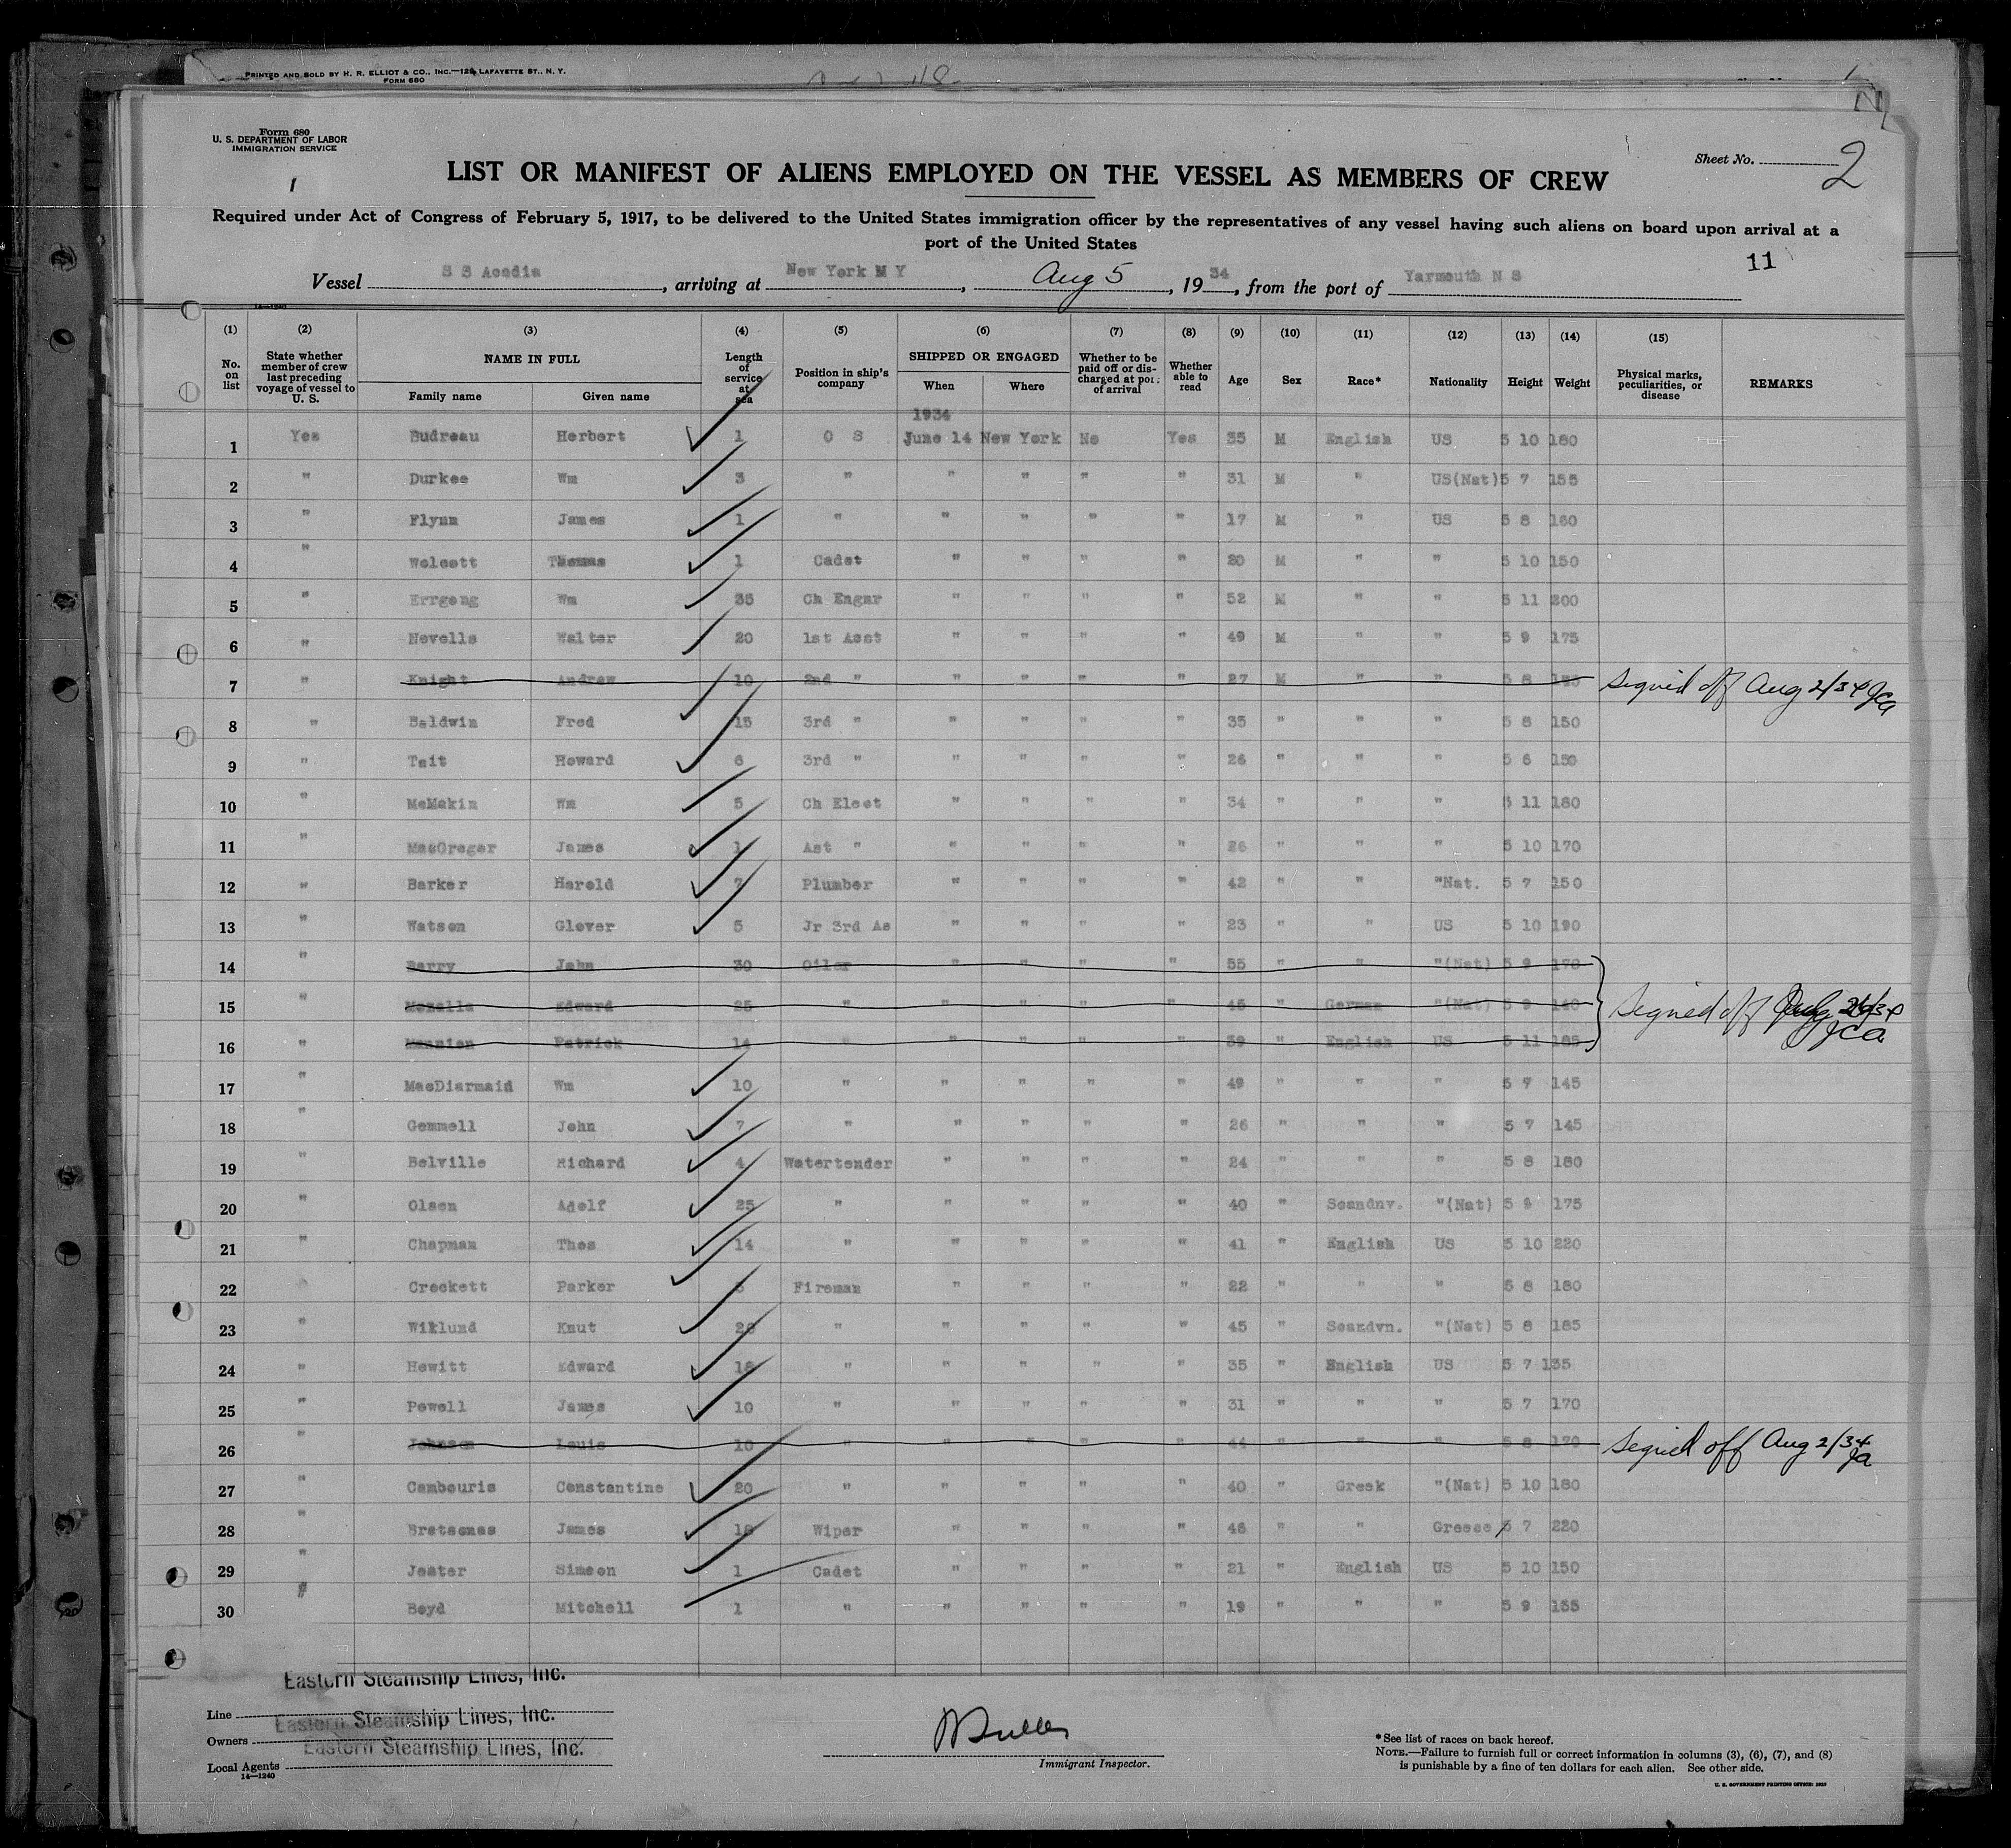 PRINTED AND SOLD BY H. R. ELLIOT & CO., INC.—129 LAFAYETTE ST., N. Y.
FORM 680
Form 680
U. S. DEPARTMENT OF LABOR
IMMIGRATION SERVICE
Sheet No. 2
LIST OR MANIFEST OF ALIENS EMPLOYED ON THE VESSEL AS MEMBERS OF CREW
Required under Act of Congress of February 5, 1917, to be delivered to the United States immigration officer by the representatives of any vessel having such aliens on board upon arrival at a
port of the United States
11
Vessel S S Acadia, arriving at New York N Y, Aug 5, 1934, from the port of Yarmouth N S
14—1240
(1) (2) (3) (4) (5) (6) (7) (8) (9) (10) (11) (12) (13) (14) (15)
No. on list
State whether member of crew last preceding voyage of vessel to U. S.
NAME IN FULL
Family name Given name
Length of service at sea
Position in ship's company
SHIPPED OR ENGAGED
When Where
Whether to be paid off or discharged at port of arrival
Whether able to read
Age
Sex
Race*
Nationality
Height
Weight
Physical marks, peculiarities, or disease
REMARKS
1934
1 Yes Budreau Herbert 1 O S June 14 New York No Yes 35 M English US 5 10 180
2 " Durkee Wm 3 " " " " " 31 M " US(Nat) 5 7 155
3 " Flynn James 1 " " " " " 17 M " US 5 8 160
4 " Wolcott Thomas 1 Cadet " " " " 20 M " " 5 10 150
5 " Errgong Wm 35 Ch Engnr " " " " 52 M " " 5 11 200
6 " Nevells Walter 20 1st Asst " " " " 49 M " " 5 9 175
7 " Knight Andrew 10 2nd " " " " " 27 M " " 5 8 Signed off Aug 2/34 JCA
8 " Baldwin Fred 15 3rd " " " " " 35 " " " 5 8 150
9 " Tait Howard 6 3rd " " " " " 26 " " " 5 6 150
10 " McMakin Wm 5 Ch Elect " " " " 34 " " " 5 11 180
11 " MacGregor James 1 Ast " " " " " 26 " " " 5 10 170
12 " Barker Harold 7 Plumber " " " " 42 " " "Nat. 5 7 150
13 " Watson Glover 5 Jr 3rd As " " " " 23 " " US 5 10 190
14 " Barry John 30 Oiler " " " " 55 " " "(Nat) 5 9 170
15 " Edward 25 " " " " " 45 " German "(Nat) 5 9 140 Signed off
16 " Patrick 14 " " " " " 39 " English US 5 11 185 JCA
17 " MacDiarmaid Wm 10 " " " " " 49 " " " 5 7 145
18 " Gemmell John 7 " " " " " 26 " " " 5 7 145
19 " Belville Richard 4 Watertender " " " " 24 " " " 5 8 180
20 " Olsen Adolf 25 " " " " " 40 " Scandnv. "(Nat) 5 9 175
21 " Chapman Thos 14 " " " " " 41 " English US 5 10 220
22 " Crockett Parker Fireman " " " " 22 " " " 5 8 180
23 " Wiklund Knut 28 " " " " " 45 " Scandvn. "(Nat) 5 8 185
24 " Hewitt Edward 16 " " " " " 35 " English US 5 7 135
25 " Powell James 10 " " " " " 31 " " " 5 7 170
26 " Johnson Louis 10 " " " " " 44 " " " 5 8 170 Signed off Aug 2/34 JCA
27 " Cambouris Constantine 20 " " " " " 40 " Greek "(Nat) 5 10 180
28 " Bratsenas James Wiper " " " " 46 " " Greece 5 7 220
29 " Jester Simeon 1 Cadet " " " " 21 " English US 5 10 150
30 " Boyd Mitchell 1 " " " " " 19 " " " 5 9 155
Eastern Steamship Lines, Inc.
Line Eastern Steamship Lines, Inc.
Owners Eastern Steamship Lines, Inc.
Local Agents
14—1240
Immigrant Inspector.
*See list of races on back hereof.
NOTE.—Failure to furnish full or correct information in columns (3), (6), (7), and (8)
is punishable by a fine of ten dollars for each alien. See other side.